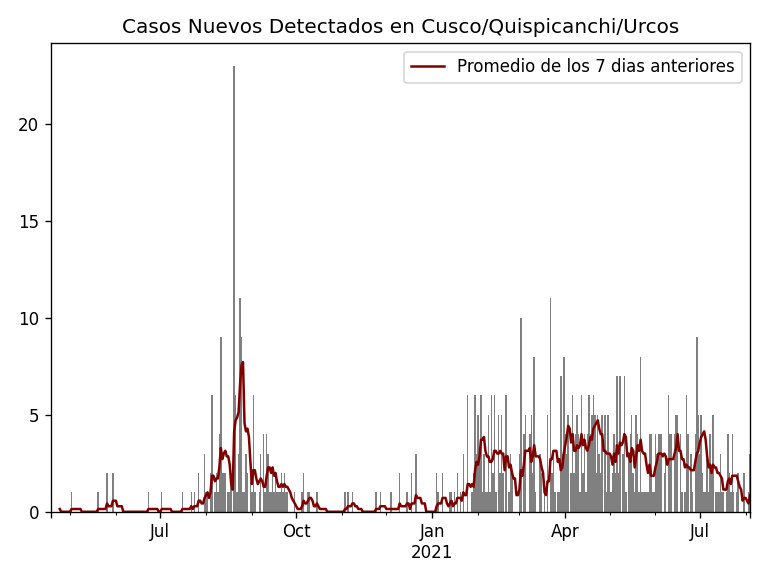 Casos Nuevos Detectados en Cusco/Quispicanchi/Urcos
Promedio de los 7 dias anteriores
20
15
10
5
0
Jul Oct Jan Apr Jul
2021